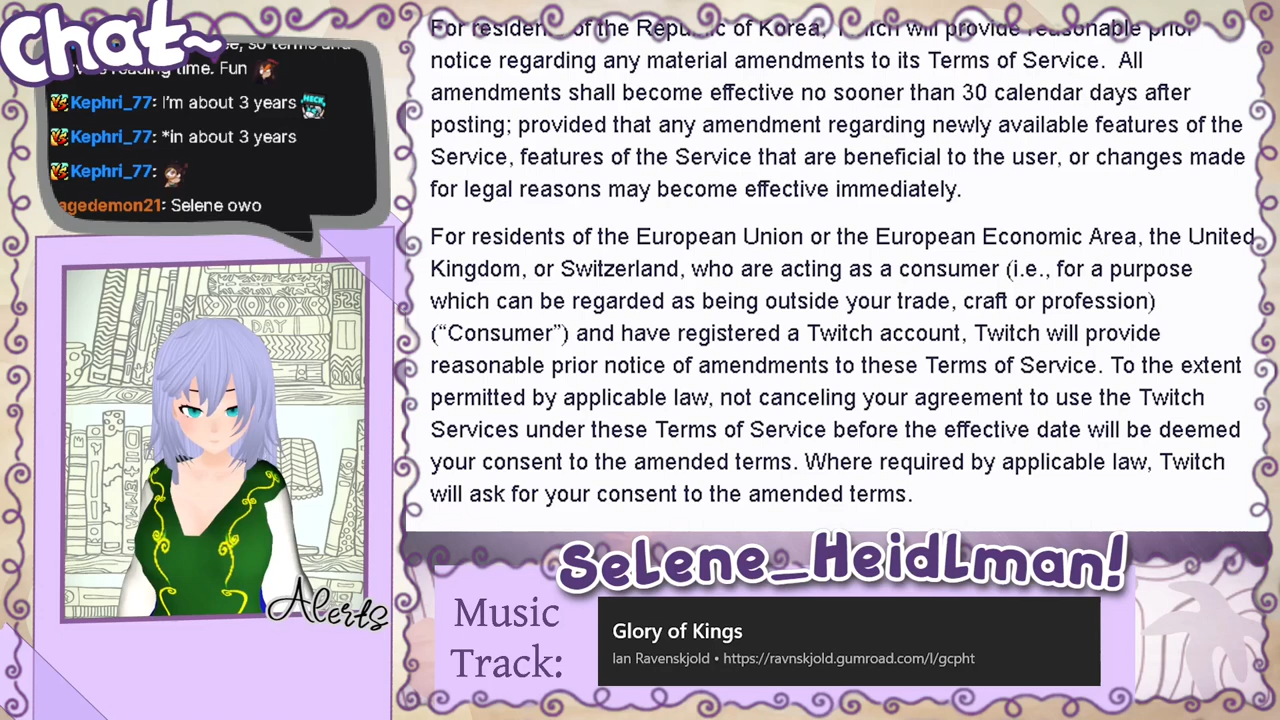 Chat~
so terms and
reading time. Fun
Kephri_77: I'm about 3 years
Kephri_77: *in about 3 years
Kephri_77:
agedemon21: Selene owo
DAY
Alerts
For residents of the Republic of Korea, Twitch will provide reasonable prior
notice regarding any material amendments to its Terms of Service.  All
amendments shall become effective no sooner than 30 calendar days after
posting; provided that any amendment regarding newly available features of the
Service, features of the Service that are beneficial to the user, or changes made
for legal reasons may become effective immediately.
For residents of the European Union or the European Economic Area, the United
Kingdom, or Switzerland, who are acting as a consumer (i.e., for a purpose
which can be regarded as being outside your trade, craft or profession)
(“Consumer”) and have registered a Twitch account, Twitch will provide
reasonable prior notice of amendments to these Terms of Service. To the extent
permitted by applicable law, not canceling your agreement to use the Twitch
Services under these Terms of Service before the effective date will be deemed
your consent to the amended terms. Where required by applicable law, Twitch
will ask for your consent to the amended terms.
Selene_Heidlman!
Music
Track:
Glory of Kings
Ian Ravenskjold • https://ravnskjold.gumroad.com/l/gcpht